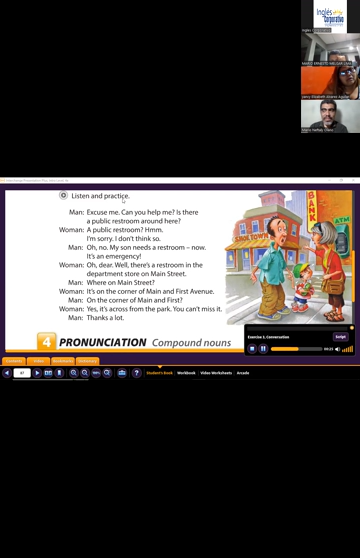 Inglés
Corporativo
Listen and practice.
Man: Excuse me. Can you help me? Is there
a public restroom around here?
Woman: A public restroom? Hmm.
I'm sorry. I don't think so.
Man: Oh, no. My son needs a restroom – now.
It's an emergency!
Woman: Oh, dear. Well, there's a restroom in the
department store on Main Street.
Man: Where on Main Street?
Woman: It's on the corner of Main and First Avenue.
Man: On the corner of Main and First?
Woman: Yes, it's across from the park. You can't miss it.
Man: Thanks a lot.
BANK
ATM
4 PRONUNCIATION Compound nouns
Exercise 3, Conversation
Script
Student's Book
Workbook
Video Worksheets
Arcade